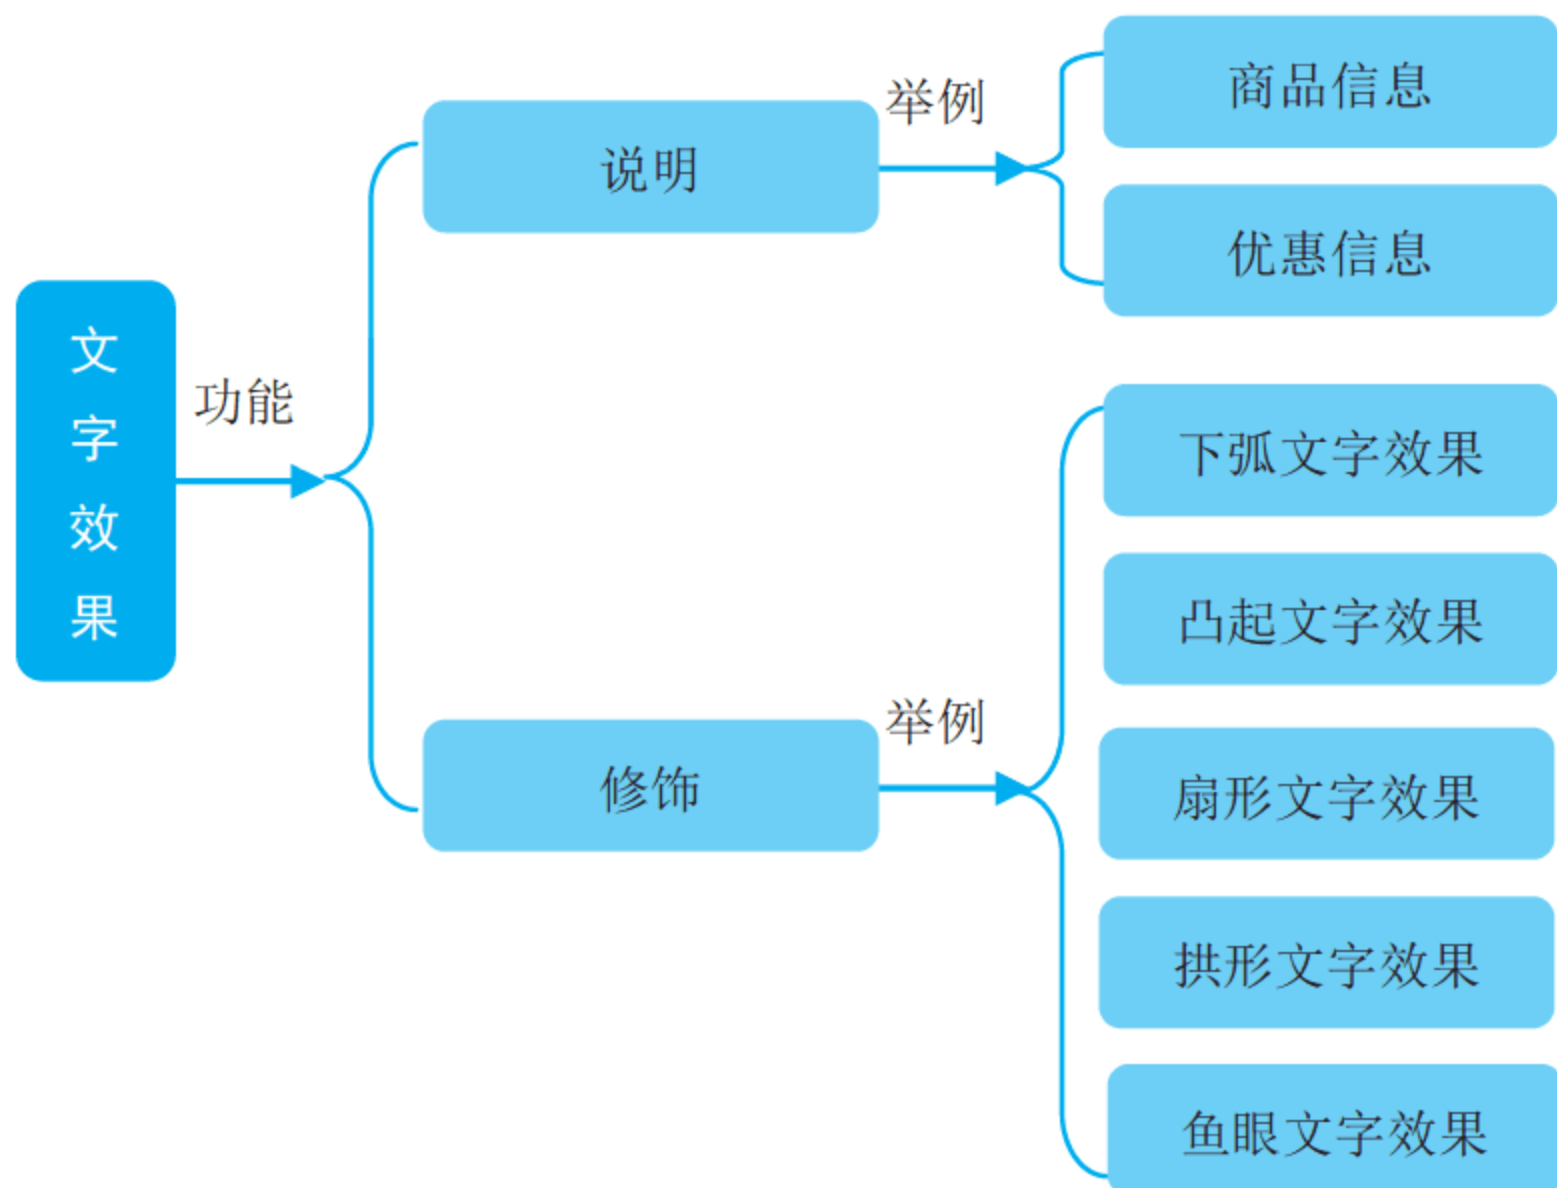 文字效果
功能
说明
举例
商品信息
优惠信息
修饰
举例
下弧文字效果
凸起文字效果
扇形文字效果
拱形文字效果
鱼眼文字效果